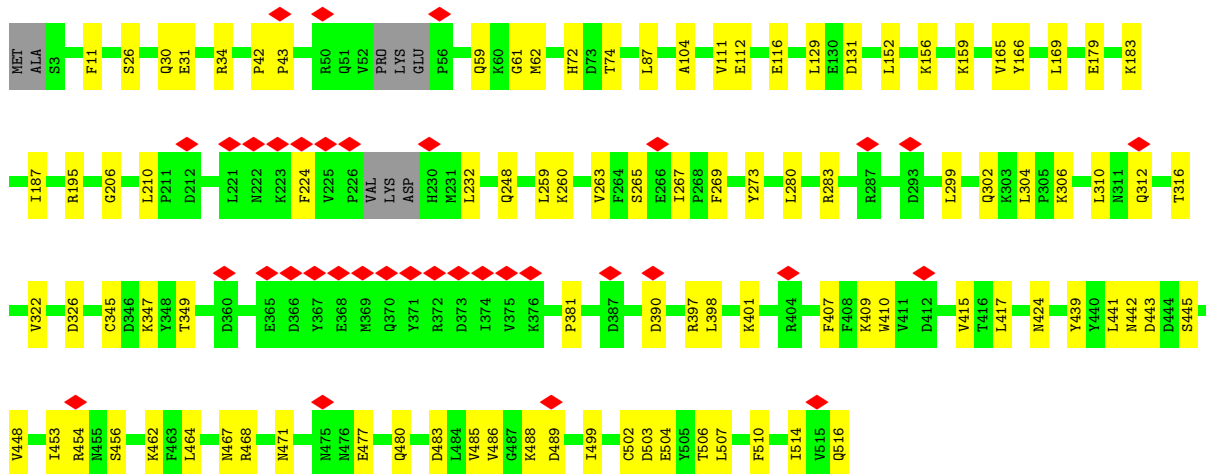 MET ALA S3 F11 S26 Q30 E31 R34 P42 P43 R50 Q51 V52 PRO LYS GLU P56 Q59 K60 G61 M62 H72 D73 T74 L87 A104 V111 E112 E116 L129 E130 D131 L152 K156 K159 V165 Y166 L169 E179 K183
I187 R195 G206 L210 P211 D212 L221 N222 K223 F224 V225 P226 VAL LYS ASP H230 M231 L232 Q248 L259 K260 V263 F264 S265 E266 I267 P268 F269 Y273 L280 R283 R287 D293 L299 Q302 K303 L304 P305 K306 L310 N311 Q312 T316
V322 D326 C345 D346 K347 Y348 T349 D360 E365 D366 Y367 E368 M369 Q370 Y371 R372 D373 I374 V375 K376 P381 D387 D390 R397 L398 K401 R404 F407 F408 K409 W410 V411 D412 V415 T416 L417 N424 Y439 Y440 L441 N442 D443 D444 S445
V448 I453 R454 N455 S456 K462 F463 L464 N467 R468 N471 N475 N476 E477 Q480 D483 L484 V485 V486 G487 K488 D489 I499 C502 D503 E504 Y505 T506 L507 F510 I514 V515 Q516